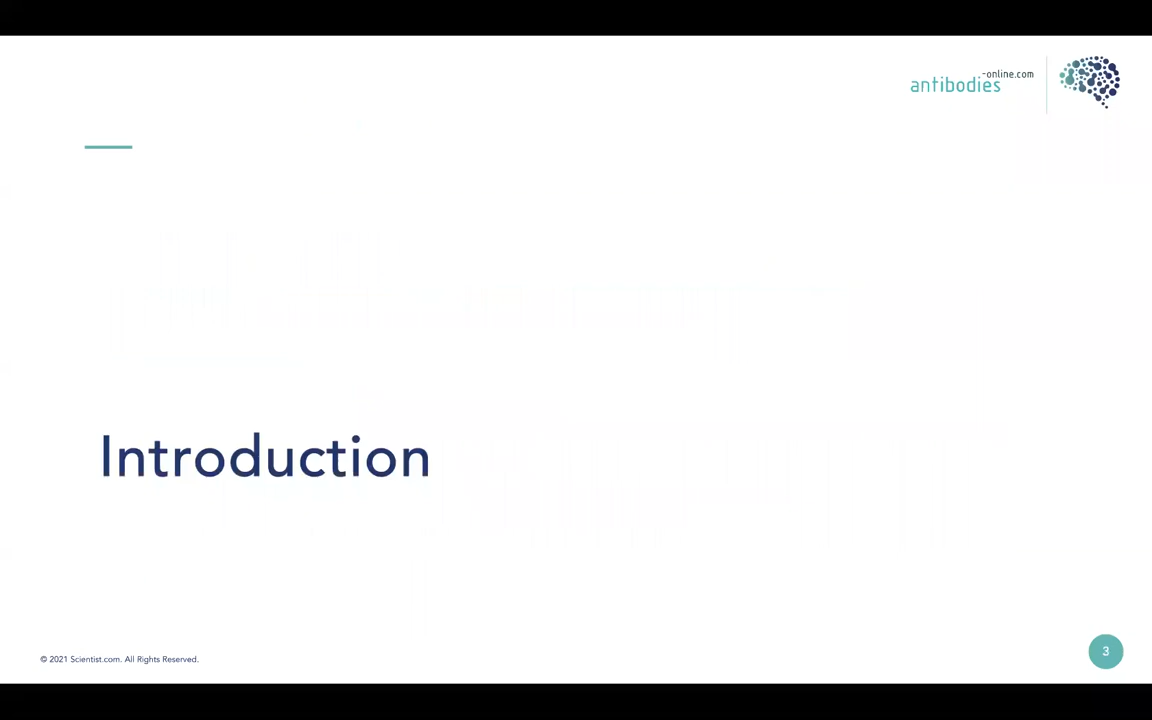 -online.com
antibodies
Introduction
© 2021 Scientist.com. All Rights Reserved.
3